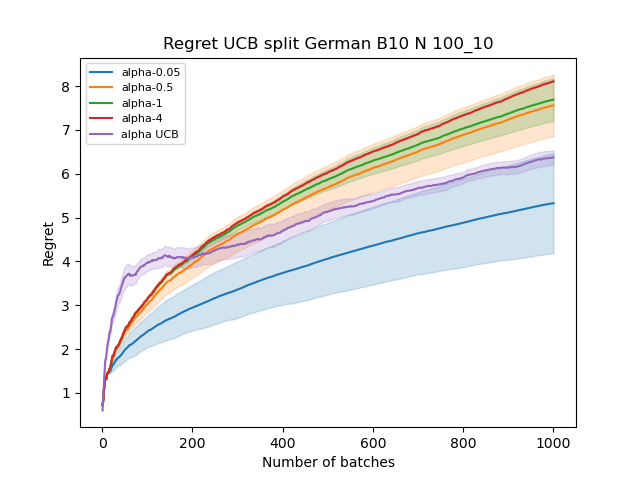 Regret UCB split German B10 N 100_10
alpha-0.05
alpha-0.5
alpha-1
alpha-4
alpha UCB
8
7
6
5
4
3
2
1
Regret
0
200
400
600
800
1000
Number of batches